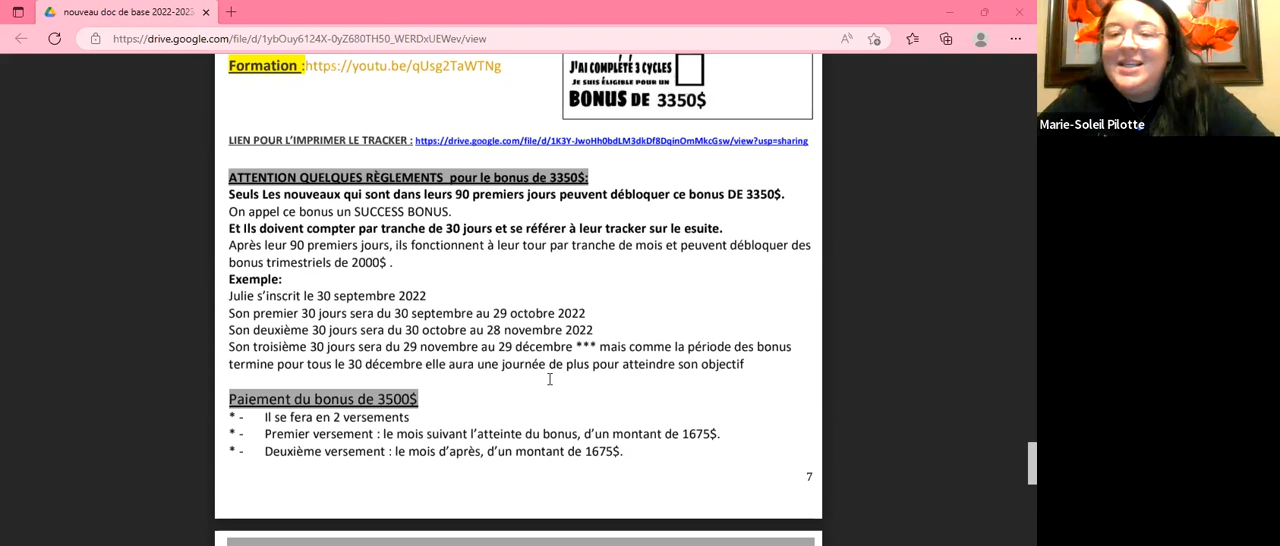 nouveau doc de base 2022-2023
https://drive.google.com/file/d/1ybOuy6124X-0yZ680TH50_WERDxUEWev/view
Marie-Soleil Pilotte
Formation :https://youtu.be/qUsg2TaWTNg
J'AI COMPLÉTÉ 3 CYCLES
JE SUIS ÉLIGIBLE POUR UN
BONUS DE 3350$
LIEN POUR L'IMPRIMER LE TRACKER : https://drive.google.com/file/d/1K3Y-JwoHh0bdLM3dkDf8DqinOmMkcGsw/view?usp=sharing
ATTENTION QUELQUES RÈGLEMENTS pour le bonus de 3350$:
Seuls Les nouveaux qui sont dans leurs 90 premiers jours peuvent débloquer ce bonus DE 3350$.
On appel ce bonus un SUCCESS BONUS.
Et Ils doivent compter par tranche de 30 jours et se référer à leur tracker sur le esuite.
Après leur 90 premiers jours, ils fonctionnent à leur tour par tranche de mois et peuvent débloquer des
bonus trimestriels de 2000$ .
Exemple:
Julie s'inscrit le 30 septembre 2022
Son premier 30 jours sera du 30 septembre au 29 octobre 2022
Son deuxième 30 jours sera du 30 octobre au 28 novembre 2022
Son troisième 30 jours sera du 29 novembre au 29 décembre *** mais comme la période des bonus
termine pour tous le 30 décembre elle aura une journée de plus pour atteindre son objectif
Paiement du bonus de 3500$
* - Il se fera en 2 versements
* - Premier versement : le mois suivant l'atteinte du bonus, d'un montant de 1675$.
* - Deuxième versement : le mois d'après, d'un montant de 1675$.
7